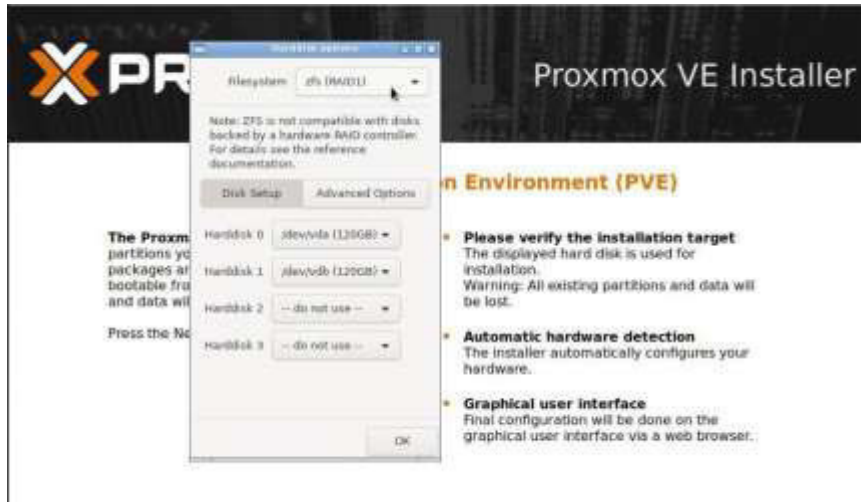 PR
Proxmox VE Installer
Harddisk options
Filesystem zfs (RAID1)
Note: ZFS is not compatible with disks
backed by a hardware RAID controller.
For details see the reference
documentation.
Disk Setup Advanced Options
Harddisk 0 /dev/vda (120GB)
Harddisk 1 /dev/vdb (120GB)
Harddisk 2 -- do not use --
Harddisk 3 -- do not use --
OK
n Environment (PVE)
The Proxm
partitions yo
packages ar
bootable fro
and data wil
Press the Ne
Please verify the installation target
The displayed hard disk is used for
installation.
Warning: All existing partitions and data will
be lost.
Automatic hardware detection
The installer automatically configures your
hardware.
Graphical user interface
Final configuration will be done on the
graphical user interface via a web browser.